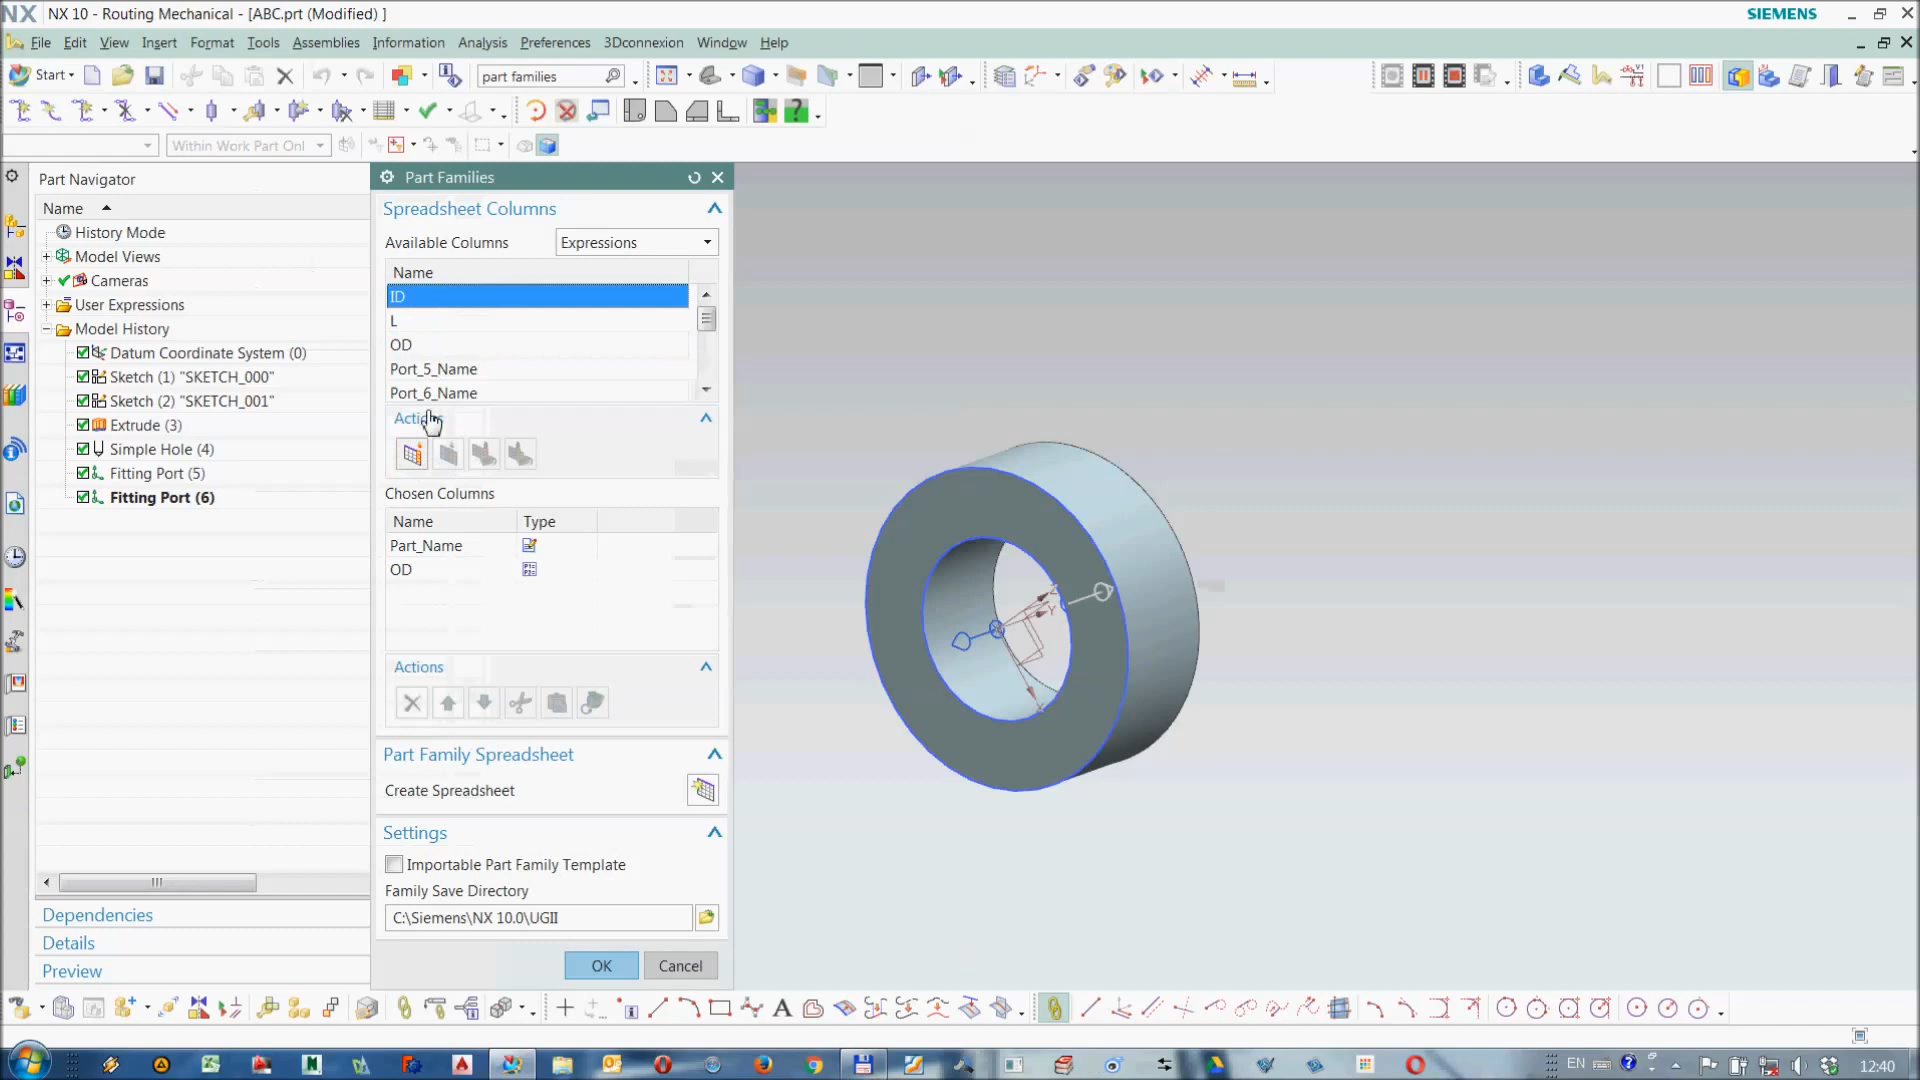 NX NX 10 - Routing Mechanical - [ABC.prt (Modified) ] SIEMENS
File Edit View Insert Format Tools Assemblies Information Analysis Preferences 3Dconnexion Window Help
Start part families
Within Work Part Onl
Part Navigator
Name
History Mode
Model Views
Cameras
User Expressions
Model History
Datum Coordinate System (0)
Sketch (1) "SKETCH_000"
Sketch (2) "SKETCH_001"
Extrude (3)
Simple Hole (4)
Fitting Port (5)
Fitting Port (6)
Dependencies
Details
Preview
Part Families
Spreadsheet Columns
Available Columns Expressions
Name
ID
L
OD
Port_5_Name
Port_6_Name
Actions
Chosen Columns
Name Type
Part_Name
OD
Actions
Part Family Spreadsheet
Create Spreadsheet
Settings
Importable Part Family Template
Family Save Directory
C:\Siemens\NX 10.0\UGII
OK Cancel
Z
Y
X
EN 12:40